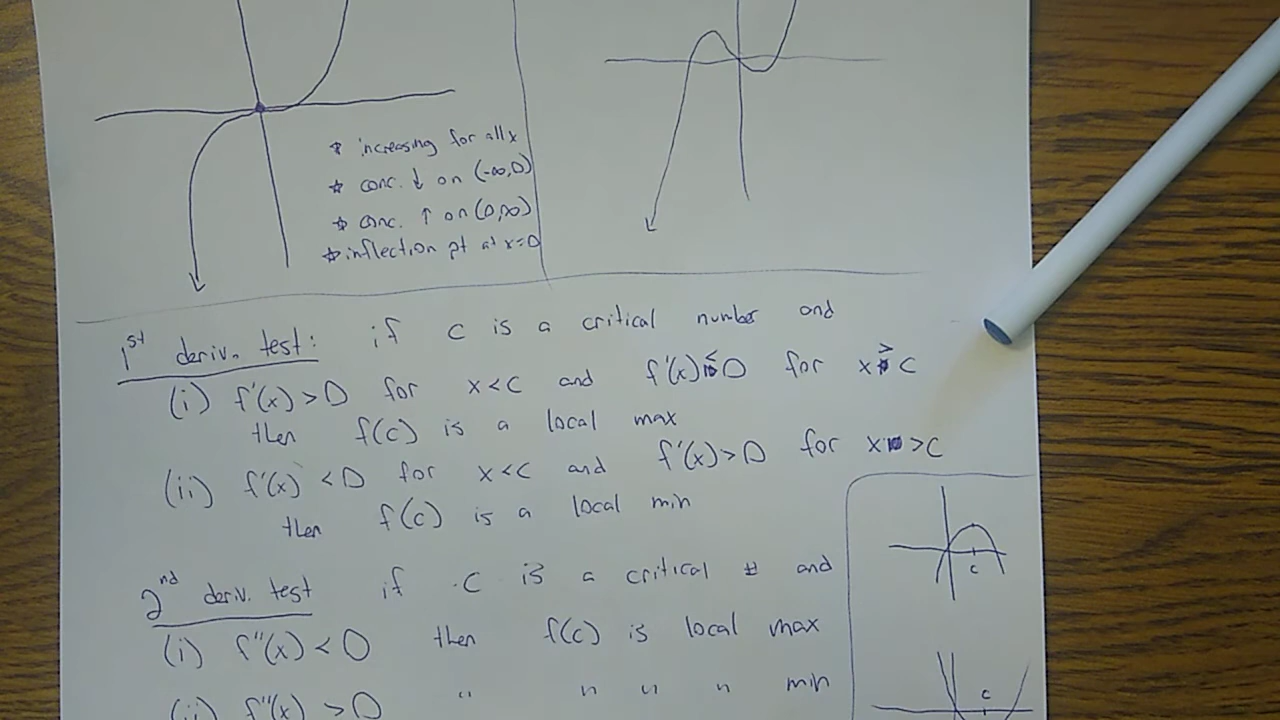 * increasing for all x
* conc. ↓ on (-∞,0)
* conc. ↑ on (0,∞)
* inflection pt at x=0
1st deriv. test: if c is a critical number and
(i) f'(x) > 0 for x < c and f'(x) < 0 for x > c
then f(c) is a local max
(ii) f'(x) < 0 for x < c and f'(x) > 0 for x > c
then f(c) is a local min
c
2nd deriv. test if c is a critical # and
(i) f''(x) < 0 then f(c) is local max
(ii) f''(x) > 0 " " " " min
c